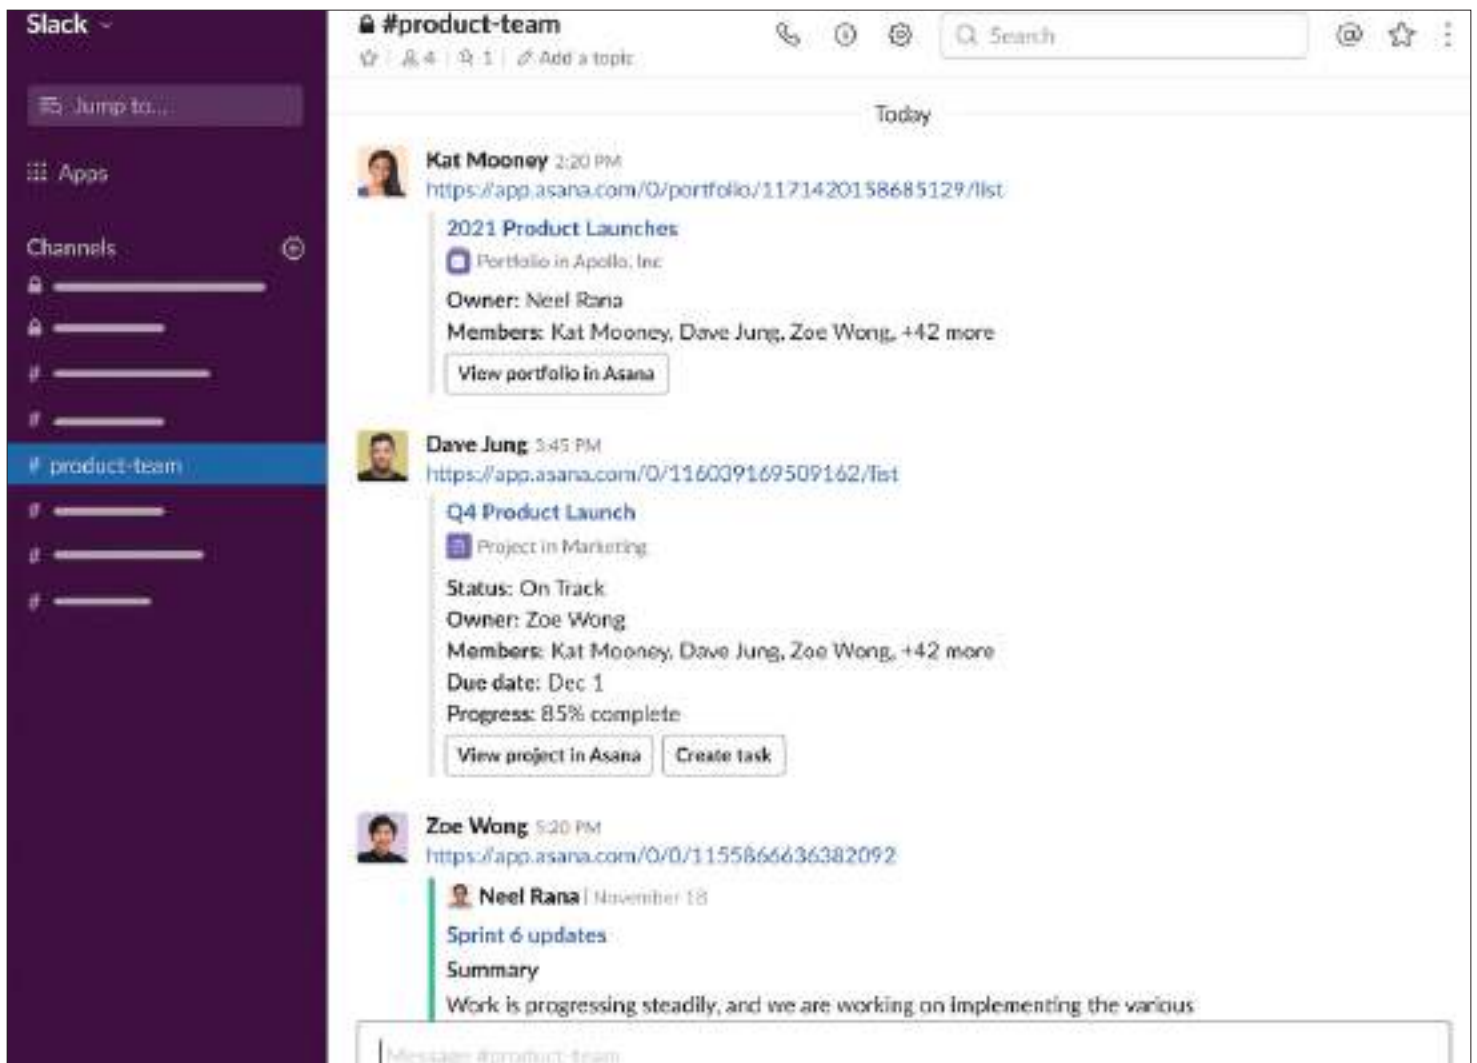 Slack
#product-team
4 | 1 | Add a topic
Search
Jump to...
Apps
Channels
# product-team
Today
Kat Mooney 2:20 PM
https://app.asana.com/0/portfolio/1171420158685129/list
2021 Product Launches
Portfolio in Apollo, Inc
Owner: Neel Rana
Members: Kat Mooney, Dave Jung, Zoe Wong, +42 more
View portfolio in Asana
Dave Jung 3:45 PM
https://app.asana.com/0/116039169509162/list
Q4 Product Launch
Project in Marketing
Status: On Track
Owner: Zoe Wong
Members: Kat Mooney, Dave Jung, Zoe Wong, +42 more
Due date: Dec 1
Progress: 85% complete
View project in Asana
Create task
Zoe Wong 5:20 PM
https://app.asana.com/0/0/1155866636382092
Neel Rana | November 18
Sprint 6 updates
Summary
Work is progressing steadily, and we are working on implementing the various
Message #product-team